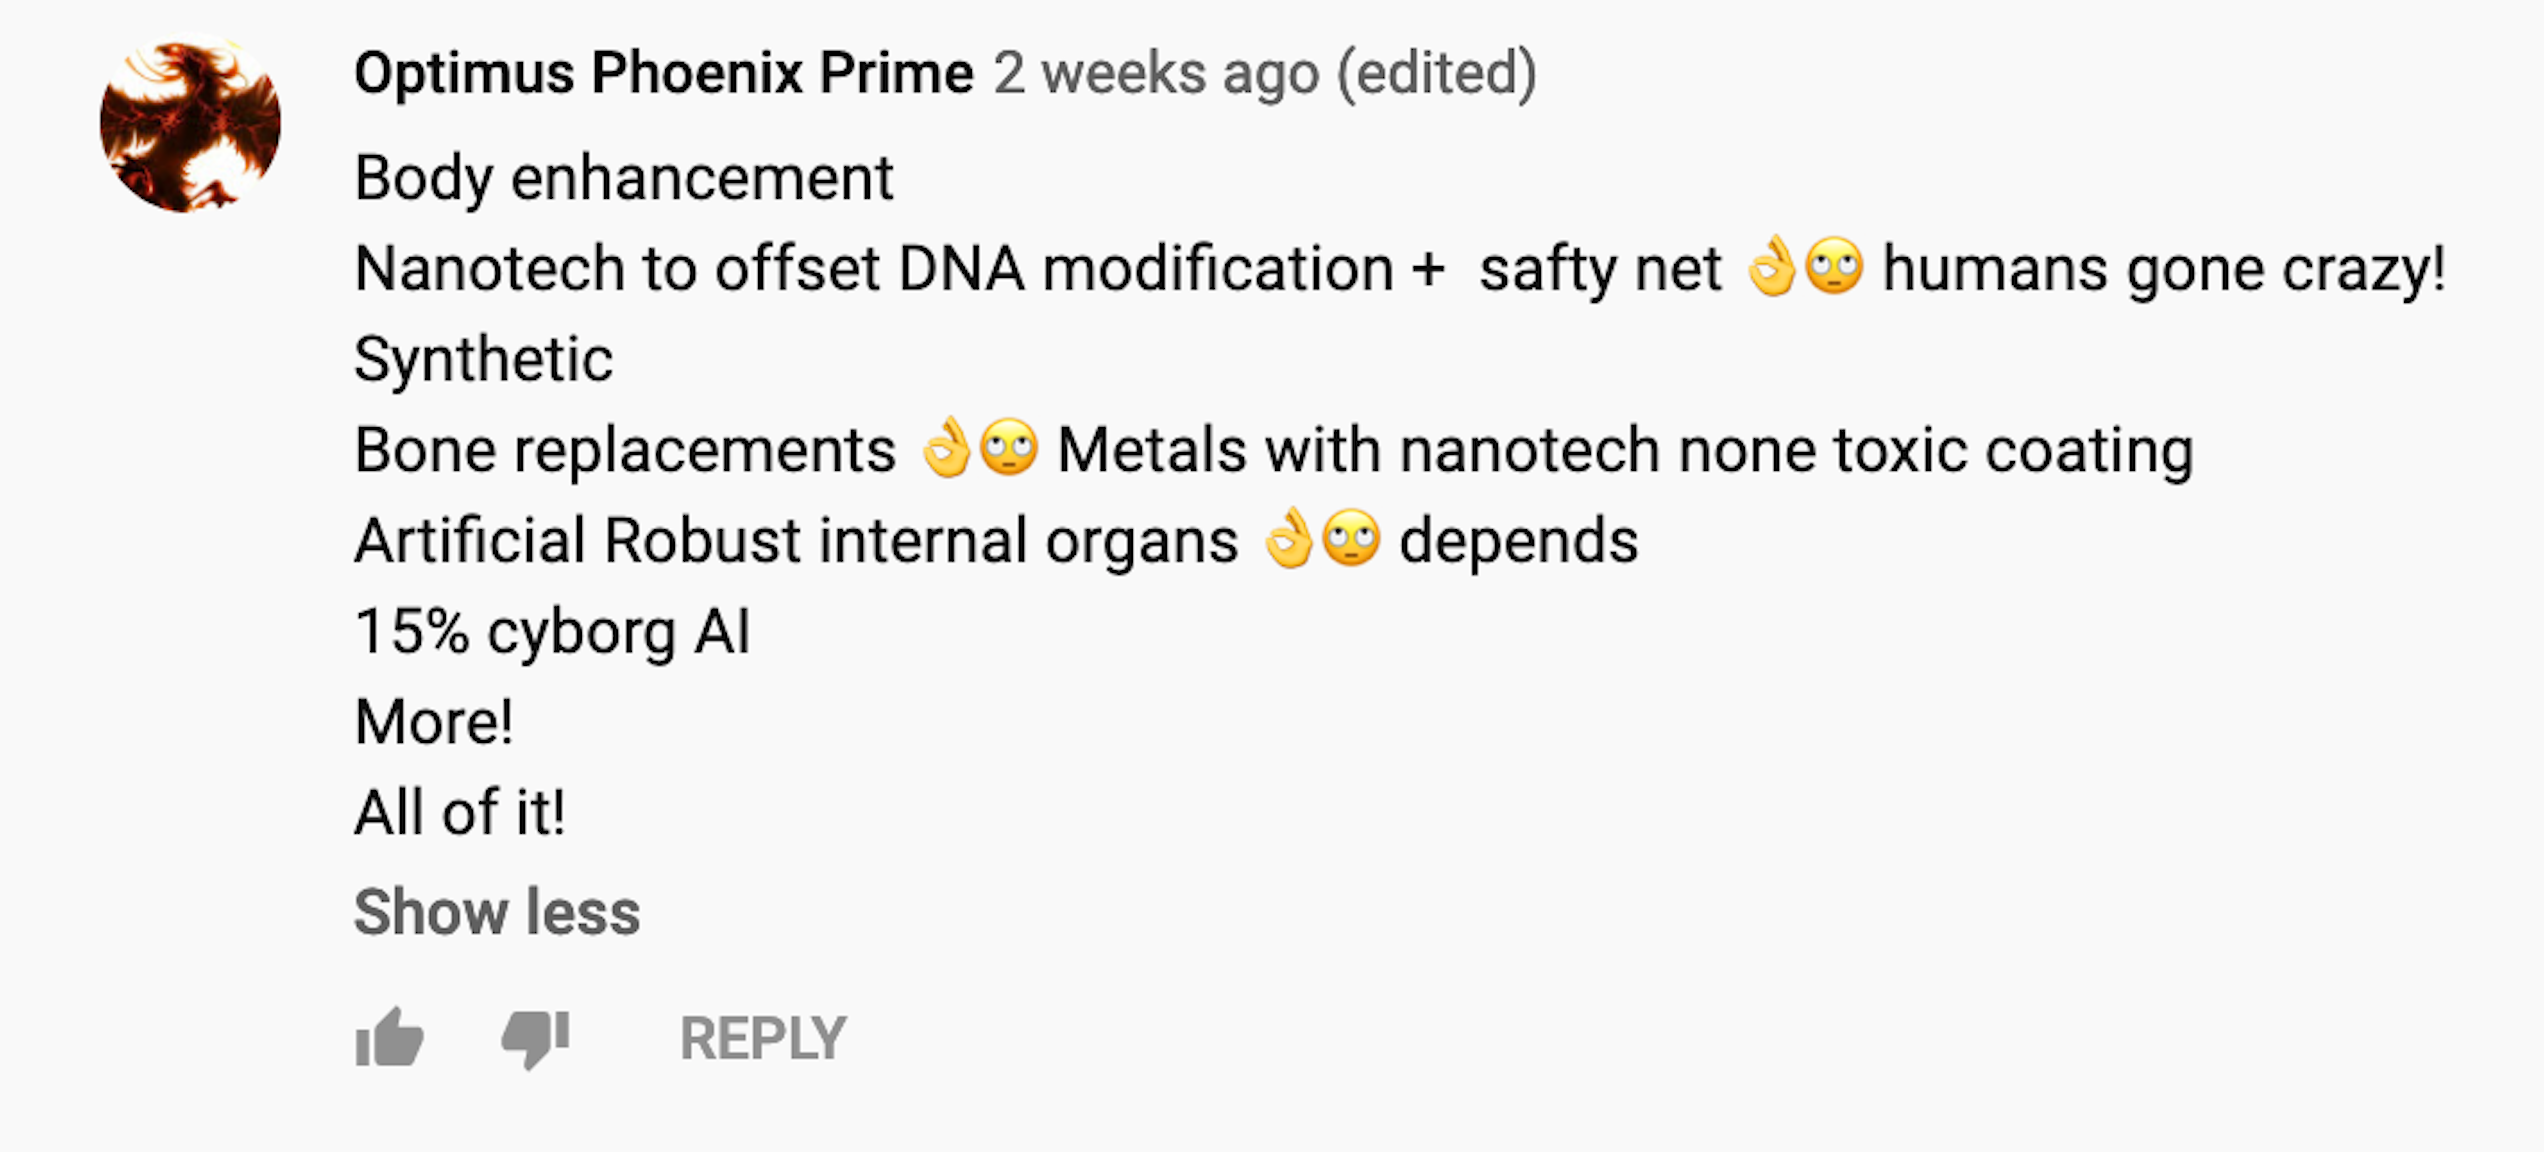 Optimus Phoenix Prime 2 weeks ago (edited)
Body enhancement
Nanotech to offset DNA modification +  safty net 👌🙄 humans gone crazy!
Synthetic
Bone replacements 👌🙄 Metals with nanotech none toxic coating
Artificial Robust internal organs 👌🙄 depends
15% cyborg AI
More!
All of it!
Show less
REPLY